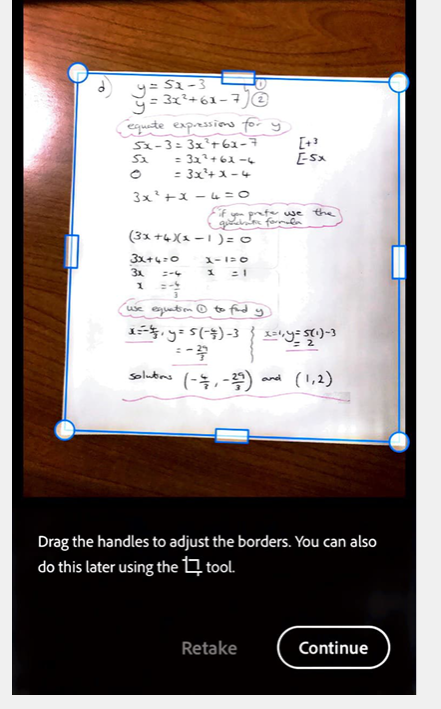 d) y = 5x - 3 ①
y = 3x² + 6x - 7 ②
equate expressions for y
5x - 3 = 3x² + 6x - 7 [+3
5x = 3x² + 6x - 4 [-5x
0 = 3x² + x - 4
3x² + x - 4 = 0
if you prefer use the
quadratic formula
(3x + 4)(x - 1) = 0
3x + 4 = 0 x - 1 = 0
3x = -4 x = 1
x = -4/3
use equation ① to find y
x = -4/3, y = 5(-4/3) - 3 x = 1, y = 5(1) - 3
= -29/3 = 2
solutions (-4/3, -29/3) and (1, 2)
Drag the handles to adjust the borders. You can also
do this later using the tool.
Retake Continue